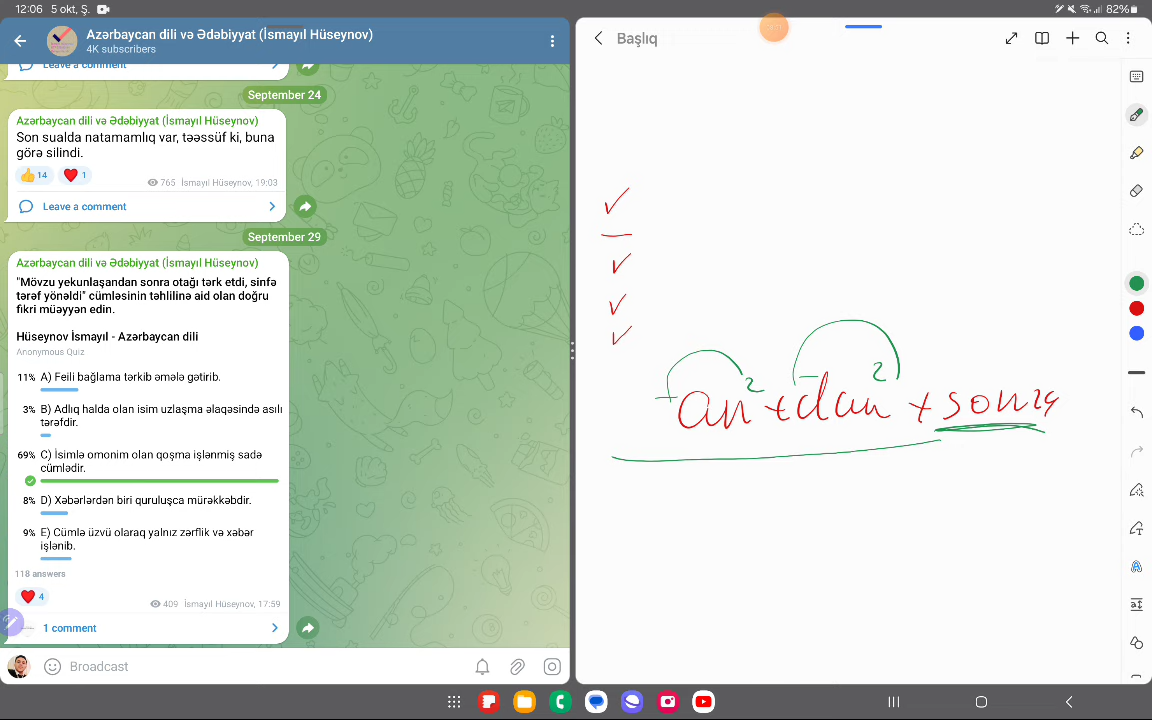 12:06 5 okt, Ş.
82%
Azərbaycan dili və Ədəbiyyat (İsmayıl Hüseynov)
4K subscribers
Leave a comment
September 24
Azərbaycan dili və Ədəbiyyat (İsmayıl Hüseynov)
Son sualda natamamlıq var, təəssüf ki, buna
görə silindi.
👍 14 ❤️ 1 765 İsmayıl Hüseynov, 19:03
Leave a comment
September 29
Azərbaycan dili və Ədəbiyyat (İsmayıl Hüseynov)
"Mövzu yekunlaşandan sonra otağı tərk etdi, sinfə
tərəf yönəldi" cümləsinin təhlilinə aid olan doğru
fikri müəyyən edin.
Hüseynov İsmayıl - Azərbaycan dili
Anonymous Quiz
11% A) Feili bağlama tərkib əmələ gətirib.
3% B) Adlıq halda olan isim uzlaşma əlaqəsində asılı
tərəfdir.
69% C) İsimlə omonim olan qoşma işlənmiş sadə
cümlədir.
8% D) Xəbərlərdən biri quruluşca mürəkkəbdir.
9% E) Cümlə üzvü olaraq yalnız zərflik və xəbər
işlənib.
118 answers
❤️ 4 409 İsmayıl Hüseynov, 17:59
1 comment
Broadcast
Başlıq
an² + dan² + sonra